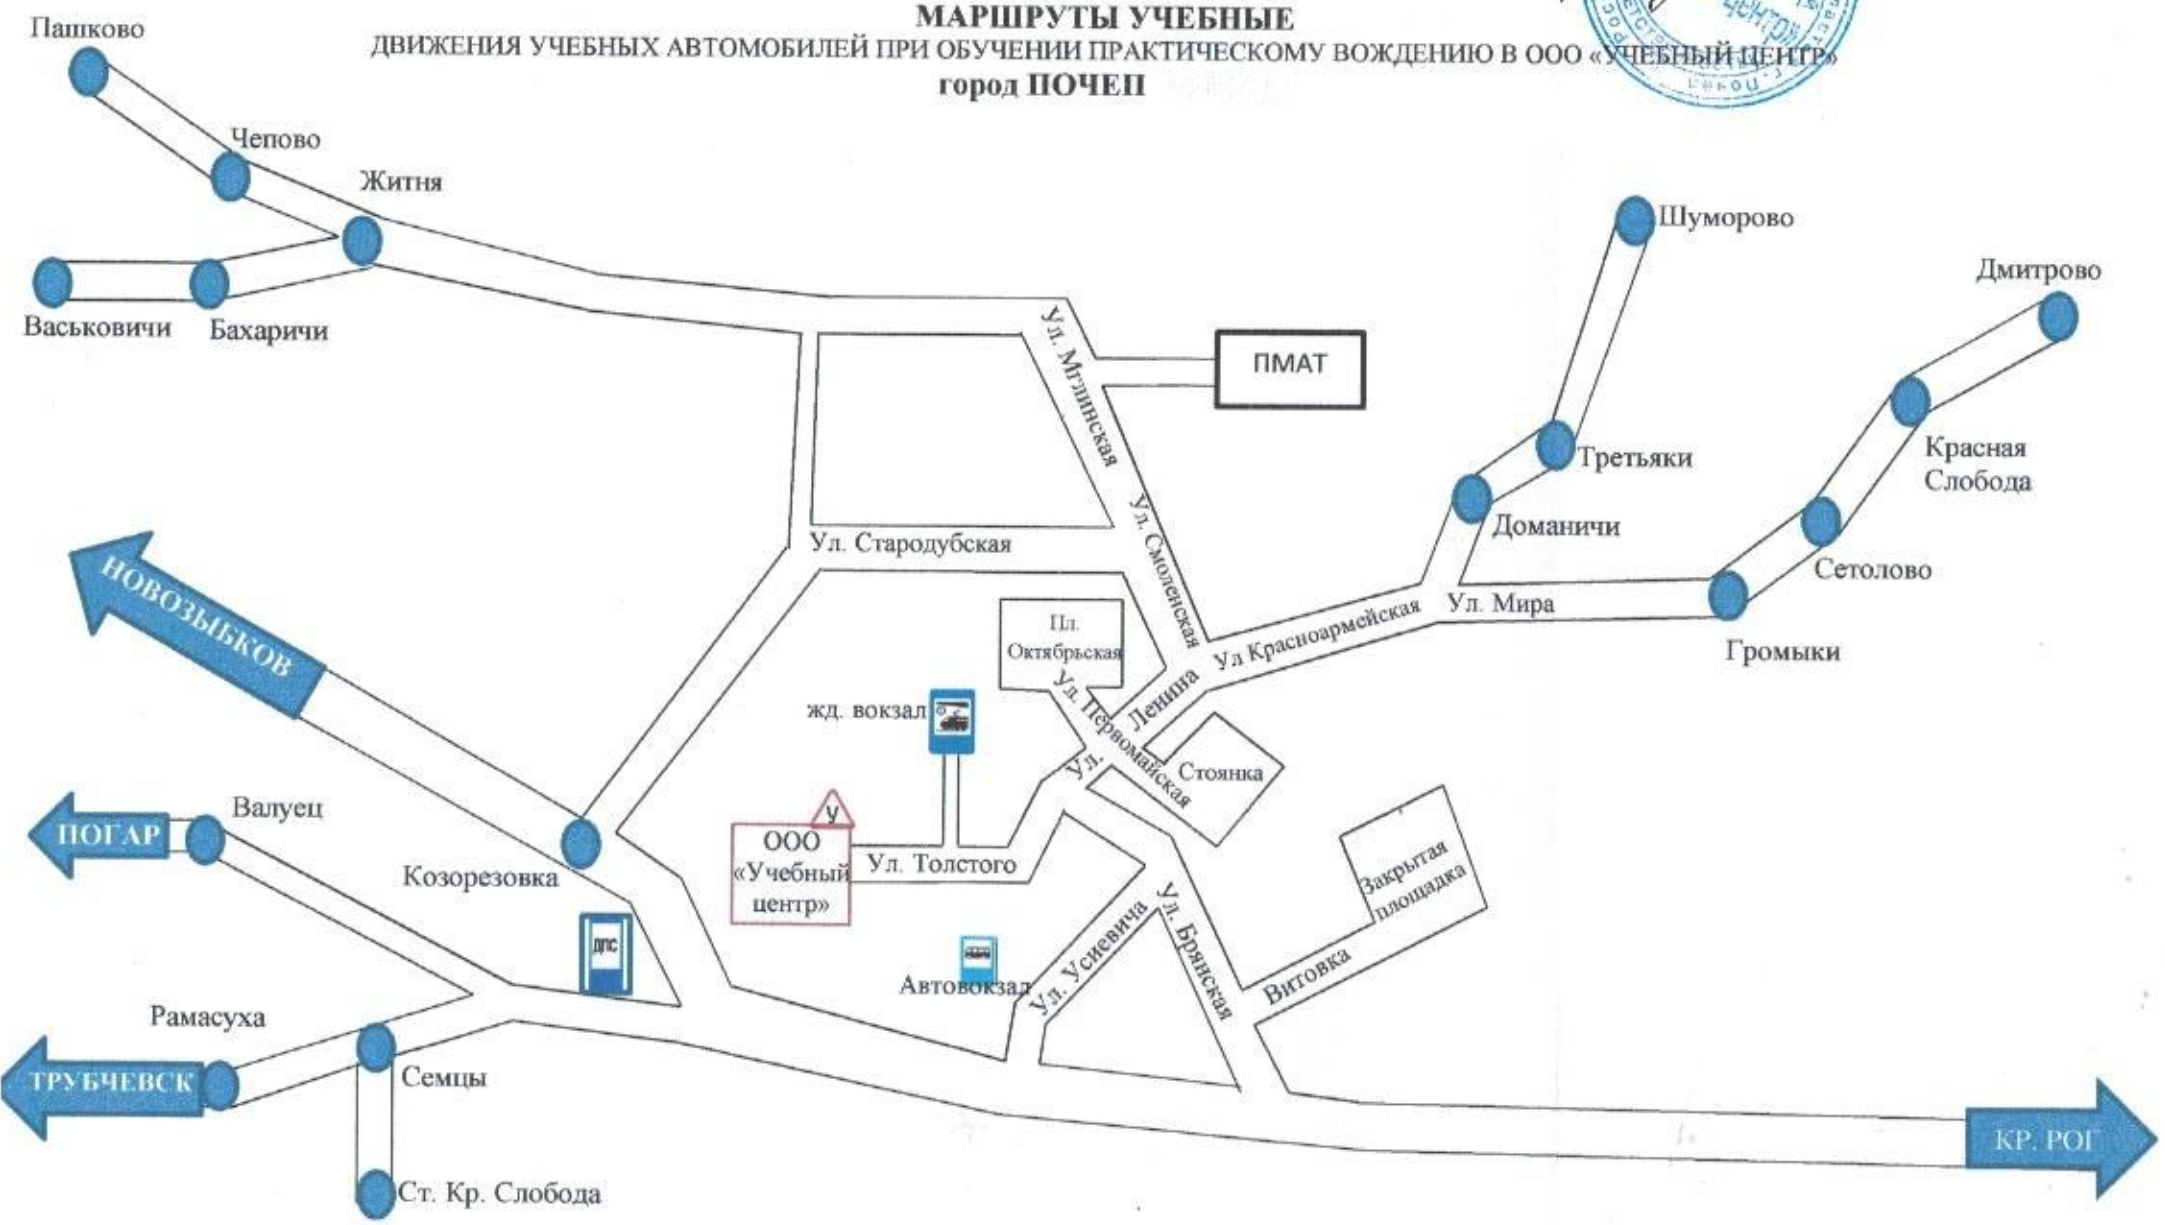 МАРШРУТЫ УЧЕБНЫЕ
ДВИЖЕНИЯ УЧЕБНЫХ АВТОМОБИЛЕЙ ПРИ ОБУЧЕНИИ ПРАКТИЧЕСКОМУ ВОЖДЕНИЮ В ООО «УЧЕБНЫЙ ЦЕНТР»
город ПОЧЕП
Пашково
Чепово
Житня
Васьковичи
Бахаричи
Шуморово
Дмитрово
Ул. Мглинская
ПМАТ
Третьяки
Красная
Слобода
Доманичи
Сетолово
Ул. Стародубская
Ул. Смоленская
НОВОЗЫБКОВ
Пл.
Октябрьская
Ул Красноармейская
Ул. Мира
Громыки
жд. вокзал
Ул. Первомайская
Ул. Ленина
Стоянка
Валуец
ПОГАР
У
ООО
«Учебный
центр»
Ул. Толстого
Козорезовка
Закрытая
площадка
ДПС
Автовокзал
Ул. Усиевича
Ул. Брянская
Витовка
Рамасуха
ТРУБЧЕВСК
Семцы
КР. РОГ
Ст. Кр. Слобода